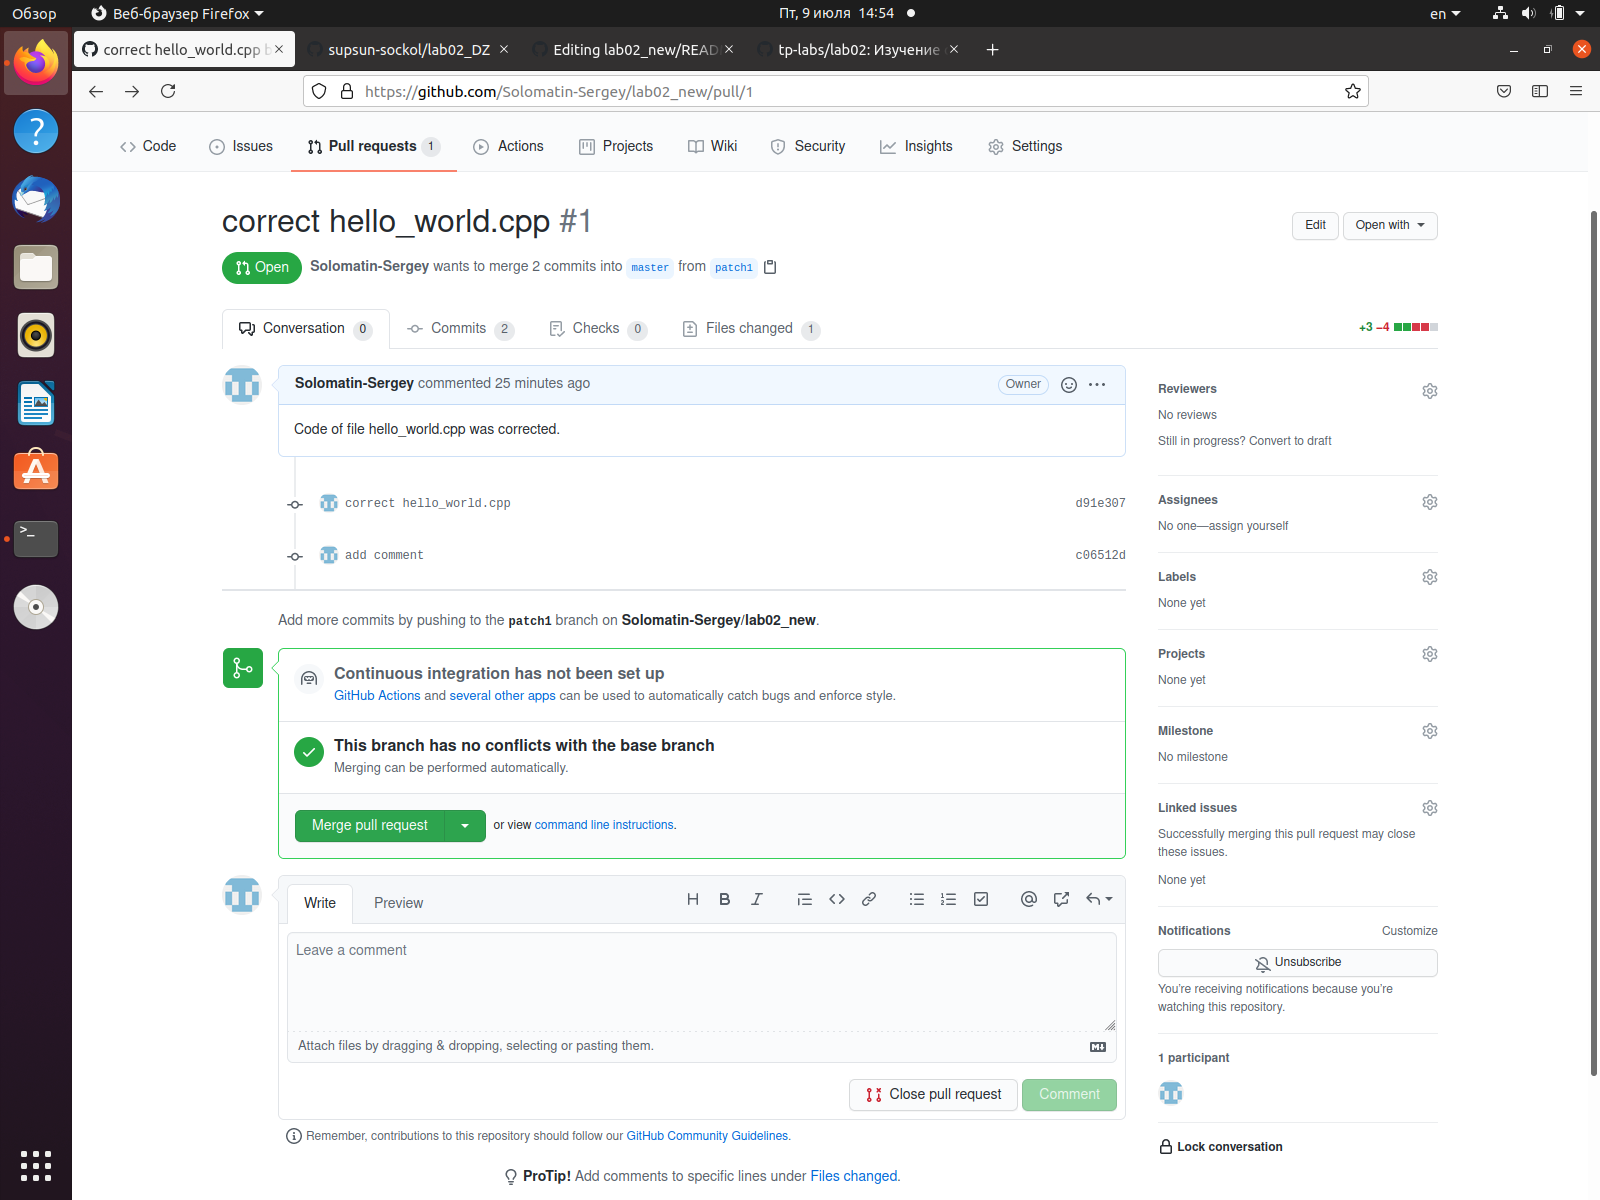 Обзор
Веб-браузер Firefox
Пт, 9 июля 14:54
en
correct hello_world.cpp b
supsun-sockol/lab02_DZ
Editing lab02_new/READ
tp-labs/lab02: Изучение
https://github.com/Solomatin-Sergey/lab02_new/pull/1
Code
Issues
Pull requests 1
Actions
Projects
Wiki
Security
Insights
Settings
correct hello_world.cpp #1
Edit
Open with
Open
Solomatin-Sergey wants to merge 2 commits into master from patch1
Conversation 0
Commits 2
Checks 0
Files changed 1
+3 −4
Solomatin-Sergey commented 25 minutes ago
Owner
Code of file hello_world.cpp was corrected.
correct hello_world.cpp
d91e307
add comment
c06512d
Add more commits by pushing to the patch1 branch on Solomatin-Sergey/lab02_new.
Continuous integration has not been set up
GitHub Actions and several other apps can be used to automatically catch bugs and enforce style.
This branch has no conflicts with the base branch
Merging can be performed automatically.
Merge pull request
or view command line instructions.
Write
Preview
H B I
Leave a comment
Attach files by dragging & dropping, selecting or pasting them.
Close pull request
Comment
Remember, contributions to this repository should follow our GitHub Community Guidelines.
ProTip! Add comments to specific lines under Files changed.
Reviewers
No reviews
Still in progress? Convert to draft
Assignees
No one—assign yourself
Labels
None yet
Projects
None yet
Milestone
No milestone
Linked issues
Successfully merging this pull request may close
these issues.
None yet
Notifications
Customize
Unsubscribe
You're receiving notifications because you're
watching this repository.
1 participant
Lock conversation